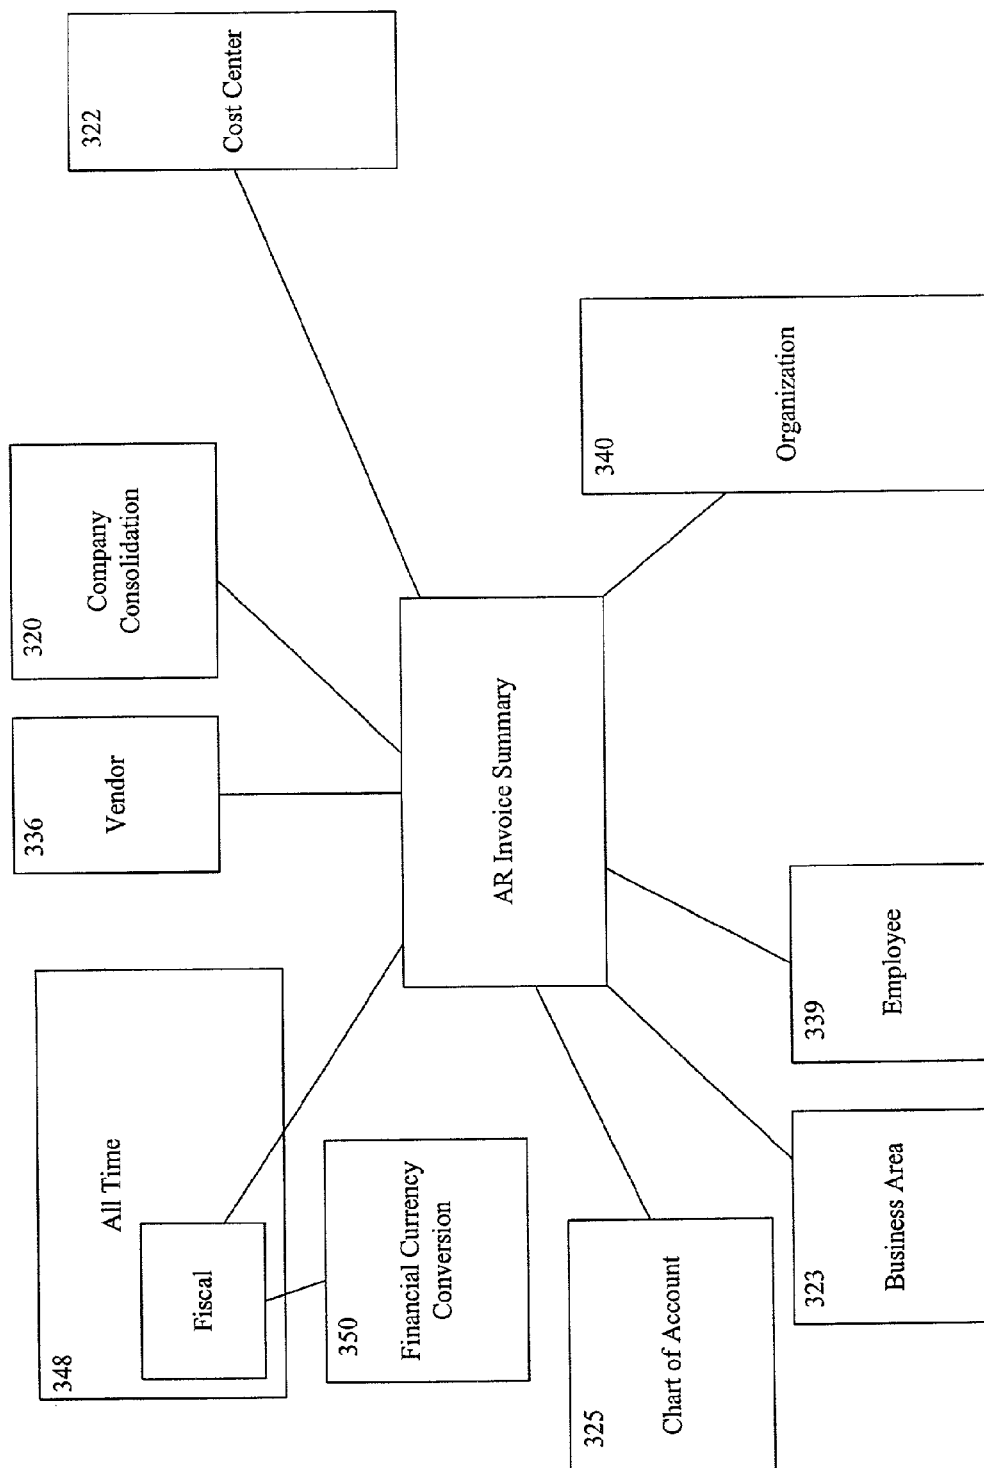 348
All Time
Fiscal
350
Financial Currency
Conversion
336
Vendor
320
Company
Consolidation
322
Cost Center
AR Invoice Summary
325
Chart of Account
323
Business Area
339
Employee
340
Organization